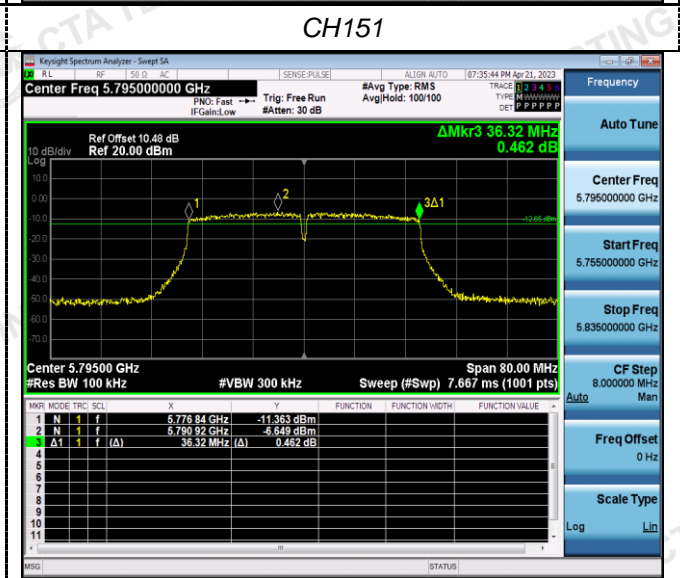 CH151
Keysight Spectrum Analyzer - Swept SA
RL RF 50 Ω AC SENSE:PULSE ALIGN AUTO 07:35:44 PM Apr 21, 2023
Center Freq 5.795000000 GHz
PNO: Fast
IFGain:Low
Trig: Free Run
#Atten: 30 dB
#Avg Type: RMS
Avg|Hold: 100/100
TRACE 1 2 3 4 5 6
TYPE M W W W W W
DET P P P P P P
Ref Offset 10.48 dB
Ref 20.00 dBm
10 dB/div
Log
ΔMkr3 36.32 MHz
0.462 dB
10.0
0.00
-10.0
-20.0
-30.0
-40.0
-50.0
-60.0
-70.0
1
2
3Δ1
-12.65 dBm
Center 5.79500 GHz Span 80.00 MHz
#Res BW 100 kHz #VBW 300 kHz Sweep (#Swp) 7.667 ms (1001 pts)
MKR MODE TRC SCL X Y FUNCTION FUNCTION WIDTH FUNCTION VALUE
1 N 1 f 5.776 84 GHz -11.363 dBm
2 N 1 f 5.790 92 GHz -6.649 dBm
3 Δ1 1 f (Δ) 36.32 MHz (Δ) 0.462 dB
4
5
6
7
8
9
10
11
MSG STATUS
Frequency
Auto Tune
Center Freq
5.795000000 GHz
Start Freq
5.755000000 GHz
Stop Freq
5.835000000 GHz
CF Step
8.000000 MHz
Auto Man
Freq Offset
0 Hz
Scale Type
Log Lin
CTA TESTING